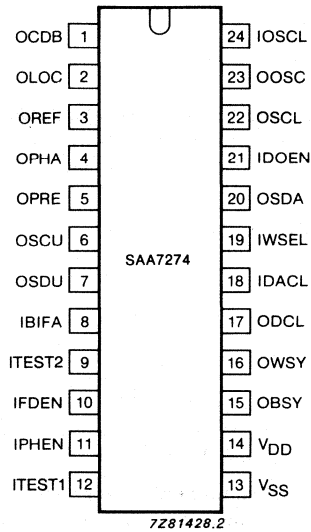 OCDB 1 24 IOSCL
OLOC 2 23 OOSC
OREF 3 22 OSCL
OPHA 4 21 IDOEN
OPRE 5 20 OSDA
OSCU 6 19 IWSEL
SAA7274
OSDU 7 18 IDACL
IBIFA 8 17 ODCL
ITEST2 9 16 OWSY
IFDEN 10 15 OBSY
IPHEN 11 14 VDD
ITEST1 12 13 VSS
7Z81428.2